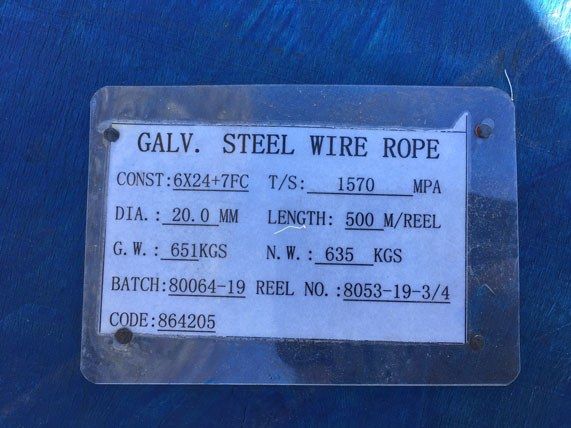 GALV. STEEL WIRE ROPE
CONST:6X24+7FC T/S: 1570 MPA
DIA.: 20.0 MM LENGTH: 500 M/REEL
G.W.: 651KGS N.W.: 635 KGS
BATCH:80064-19 REEL NO.:8053-19-3/4
CODE:864205